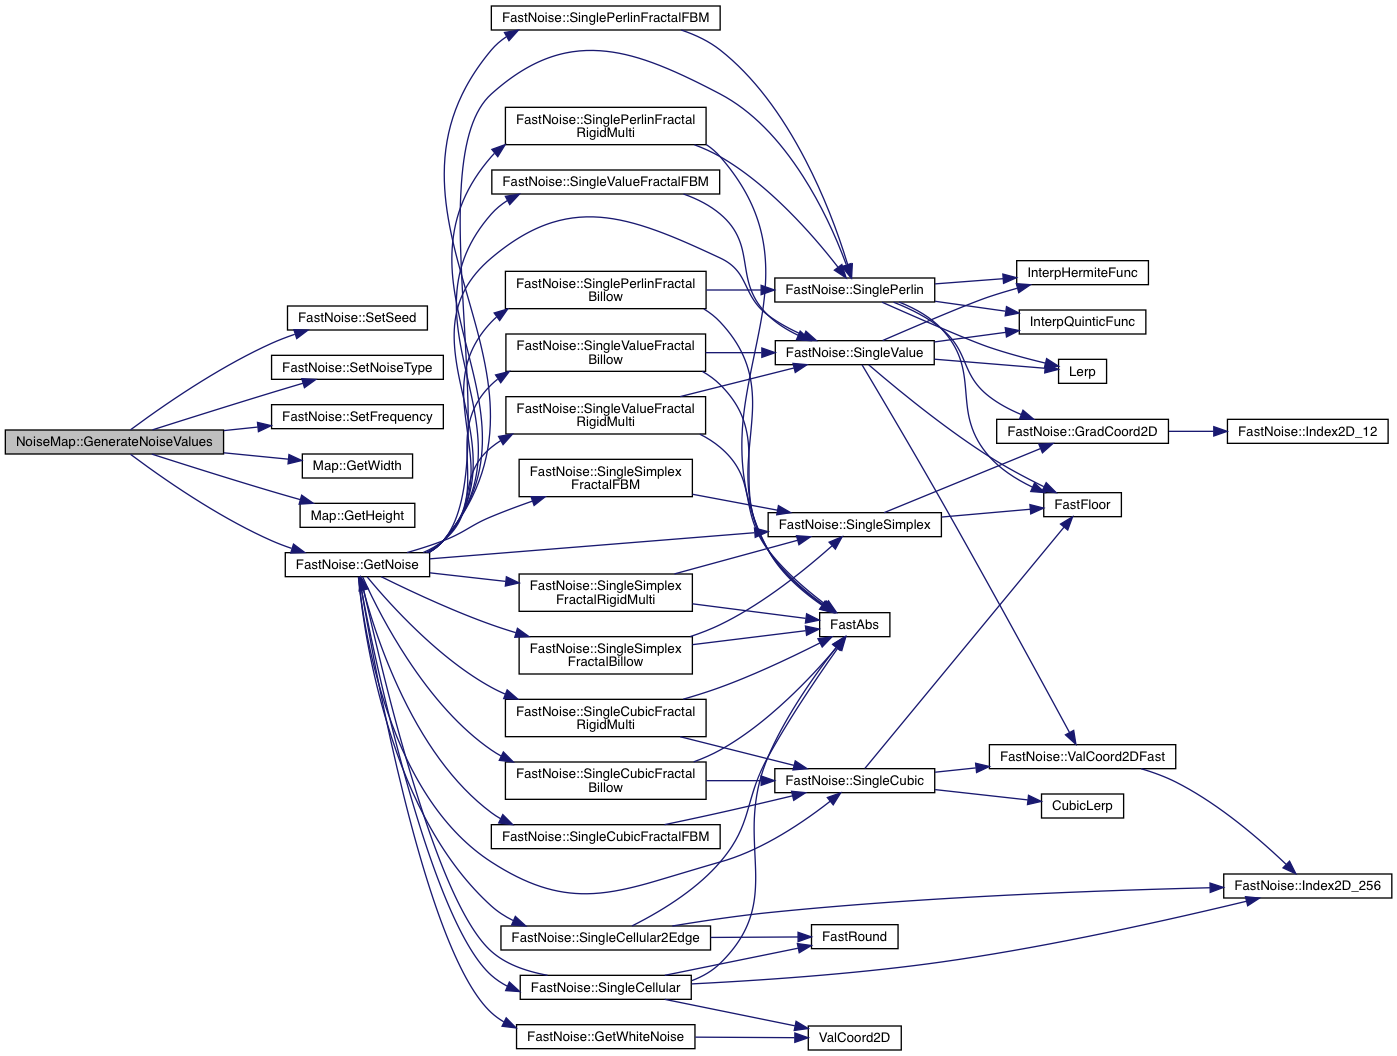 NoiseMap::GenerateNoiseValues
FastNoise::SetSeed
FastNoise::SetNoiseType
FastNoise::SetFrequency
Map::GetWidth
Map::GetHeight
FastNoise::GetNoise
FastNoise::SinglePerlinFractalFBM
FastNoise::SinglePerlinFractal
RigidMulti
FastNoise::SingleValueFractalFBM
FastNoise::SinglePerlinFractal
Billow
FastNoise::SingleValueFractal
Billow
FastNoise::SingleValueFractal
RigidMulti
FastNoise::SingleSimplex
FractalFBM
FastNoise::SingleSimplex
FractalRigidMulti
FastNoise::SingleSimplex
FractalBillow
FastNoise::SingleCubicFractal
RigidMulti
FastNoise::SingleCubicFractal
Billow
FastNoise::SingleCubicFractalFBM
FastNoise::SingleCellular2Edge
FastNoise::SingleCellular
FastNoise::GetWhiteNoise
FastNoise::SinglePerlin
FastNoise::SingleValue
FastNoise::SingleSimplex
FastAbs
FastNoise::SingleCubic
FastRound
ValCoord2D
InterpHermiteFunc
InterpQuinticFunc
Lerp
FastNoise::GradCoord2D
FastFloor
FastNoise::ValCoord2DFast
CubicLerp
FastNoise::Index2D_12
FastNoise::Index2D_256